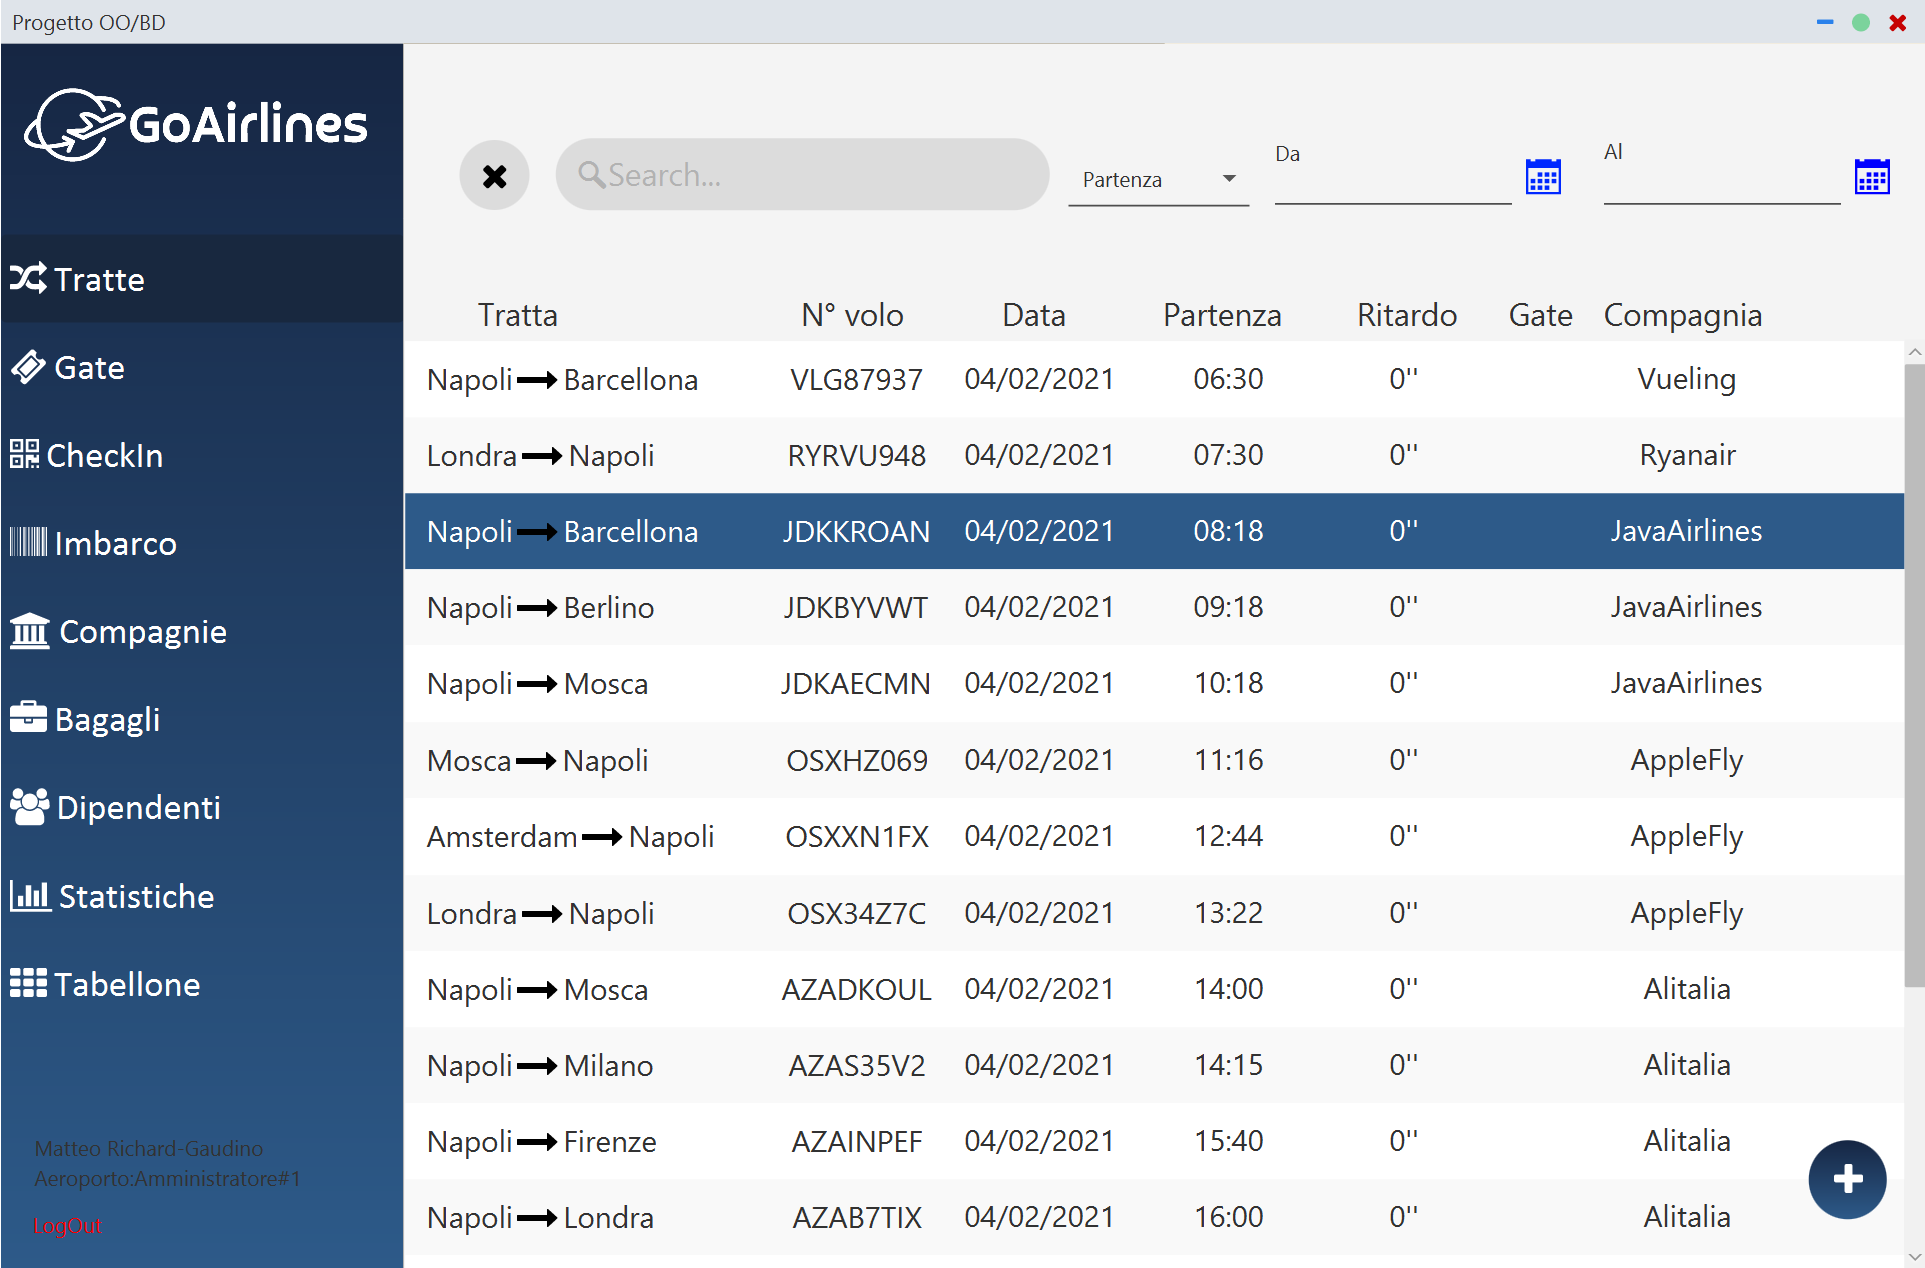 Progetto OO/BD
GoAirlines
Tratte
Gate
CheckIn
Imbarco
Compagnie
Bagagli
Dipendenti
Statistiche
Tabellone
Matteo Richard-Gaudino
Aeroporto:Amministratore#1
LogOut
Search...
Partenza
Da
Al
Tratta N° volo Data Partenza Ritardo Gate Compagnia
Napoli Barcellona VLG87937 04/02/2021 06:30 0'' Vueling
Londra Napoli RYRVU948 04/02/2021 07:30 0'' Ryanair
Napoli Barcellona JDKKROAN 04/02/2021 08:18 0'' JavaAirlines
Napoli Berlino JDKBYVWT 04/02/2021 09:18 0'' JavaAirlines
Napoli Mosca JDKAECMN 04/02/2021 10:18 0'' JavaAirlines
Mosca Napoli OSXHZ069 04/02/2021 11:16 0'' AppleFly
Amsterdam Napoli OSXXN1FX 04/02/2021 12:44 0'' AppleFly
Londra Napoli OSX34Z7C 04/02/2021 13:22 0'' AppleFly
Napoli Mosca AZADKOUL 04/02/2021 14:00 0'' Alitalia
Napoli Milano AZAS35V2 04/02/2021 14:15 0'' Alitalia
Napoli Firenze AZAINPEF 04/02/2021 15:40 0'' Alitalia
Napoli Londra AZAB7TIX 04/02/2021 16:00 0'' Alitalia